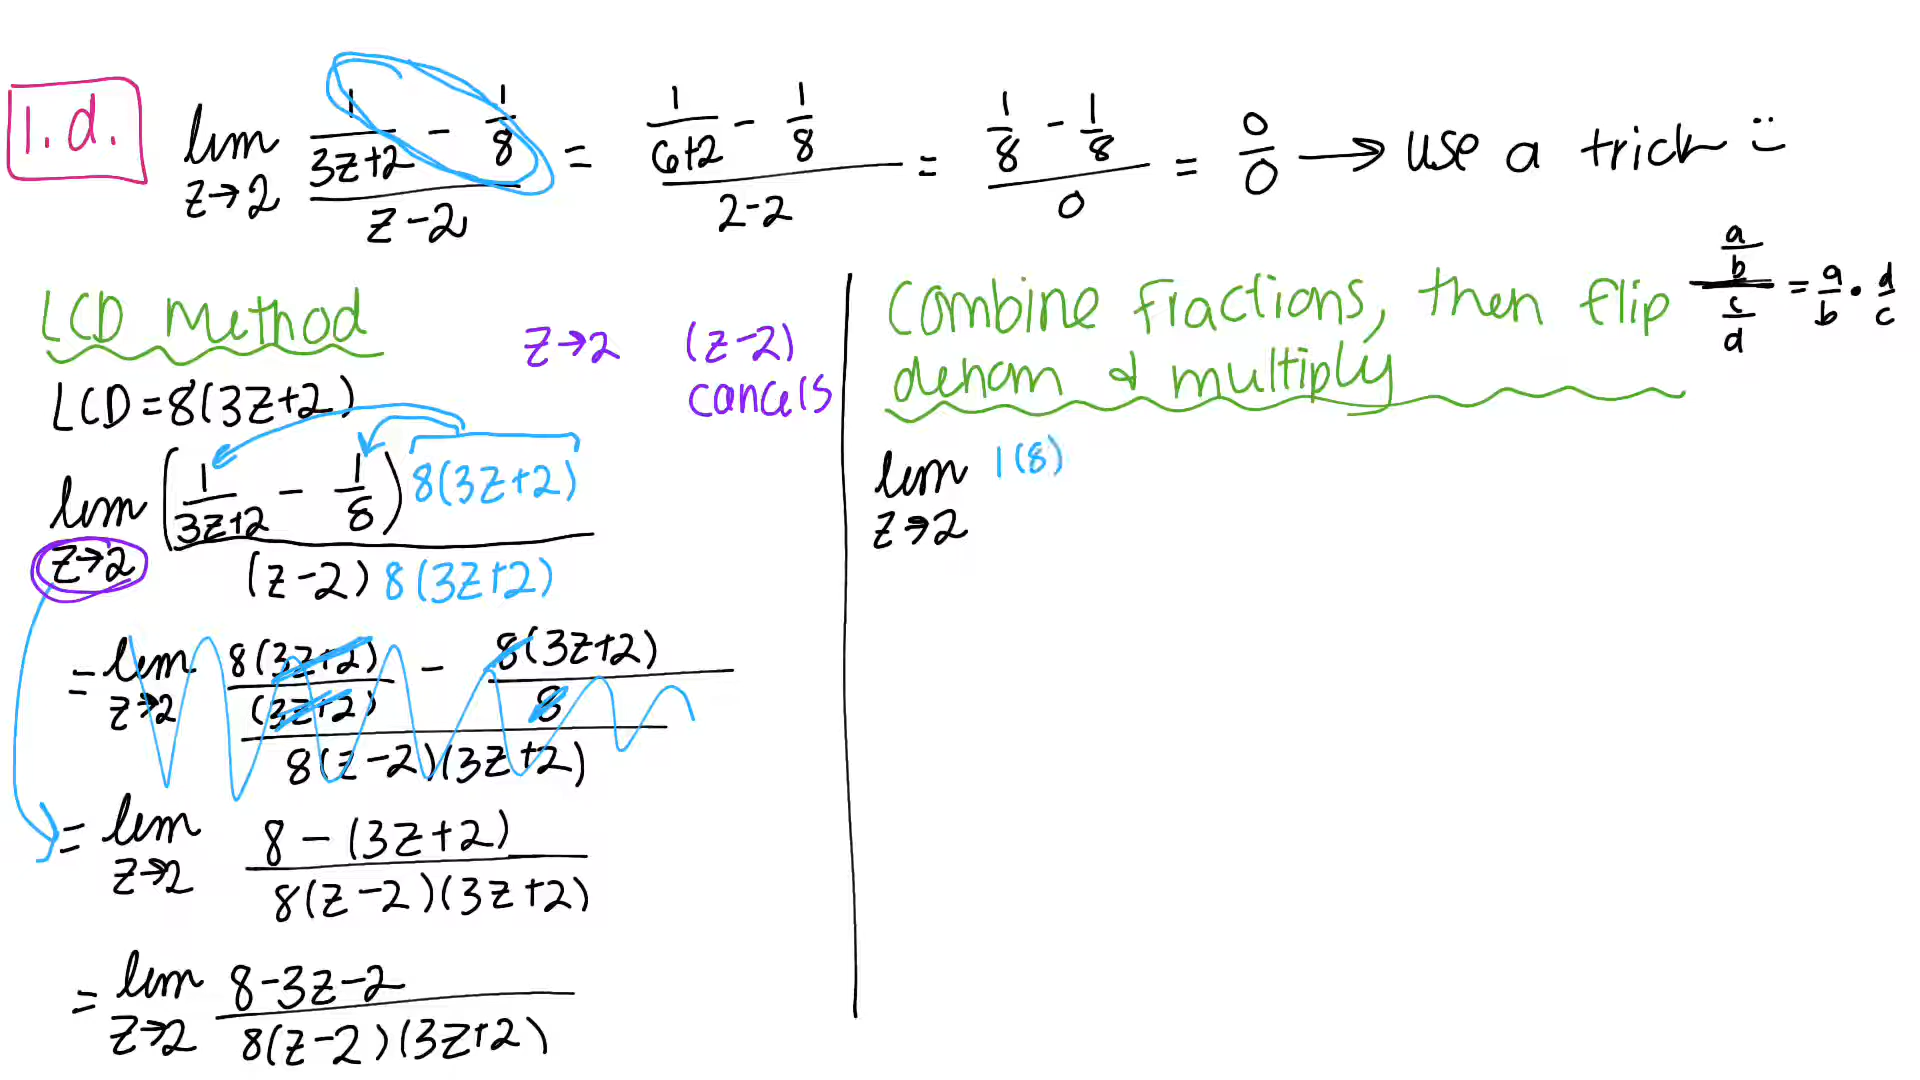 1.d. lim z→2 (1/(3z+2) - 1/8)/(z-2) = (1/(6+2) - 1/8)/(2-2) = (1/8 - 1/8)/0 = 0/0 → use a trick :)
LCD Method
z→2 (z-2) cancels
LCD = 8(3z+2)
lim z→2 (1/(3z+2) - 1/8) 8(3z+2) / (z-2) 8(3z+2)
= lim z→2 (8(3z+2)/(3z+2) - 8(3z+2)/8) / 8(z-2)(3z+2)
= lim z→2 (8-(3z+2)) / 8(z-2)(3z+2)
= lim z→2 (8-3z-2) / 8(z-2)(3z+2)
Combine fractions, then flip
denom & multiply
(a/b)/(c/d) = a/b · d/c
lim z→2 1(8)